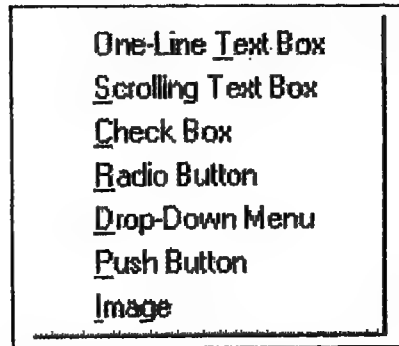 One-Line Text Box
Scrolling Text Box
Check Box
Radio Button
Drop-Down Menu
Push Button
Image